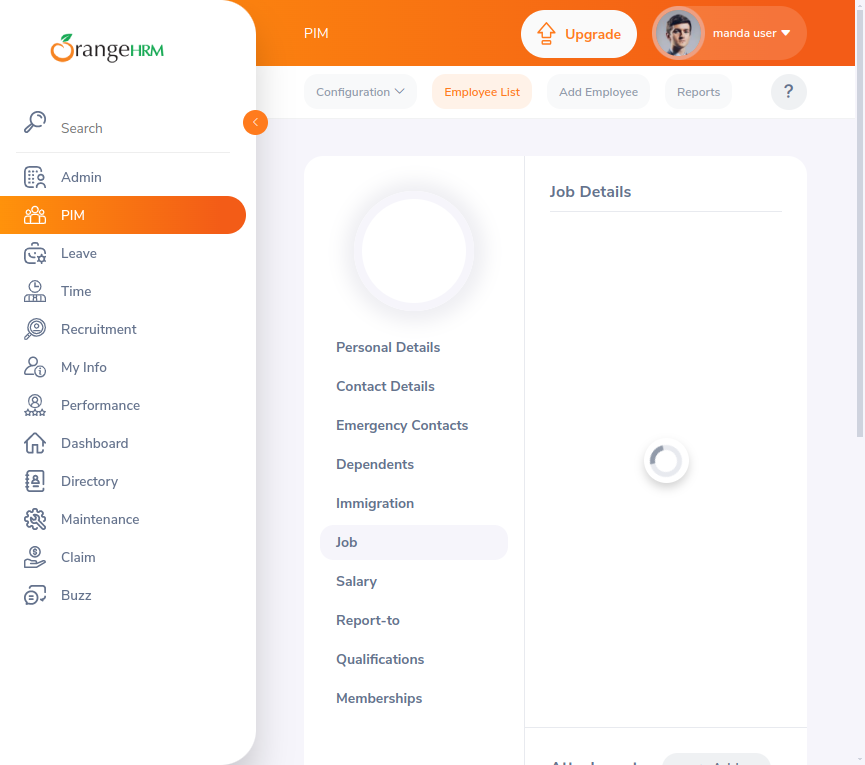 OrangeHRM
Search
Admin
PIM
Leave
Time
Recruitment
My Info
Performance
Dashboard
Directory
Maintenance
Claim
Buzz
PIM
Upgrade
manda user
Configuration
Employee List
Add Employee
Reports
?
Personal Details
Contact Details
Emergency Contacts
Dependents
Immigration
Job
Salary
Report-to
Qualifications
Memberships
Job Details